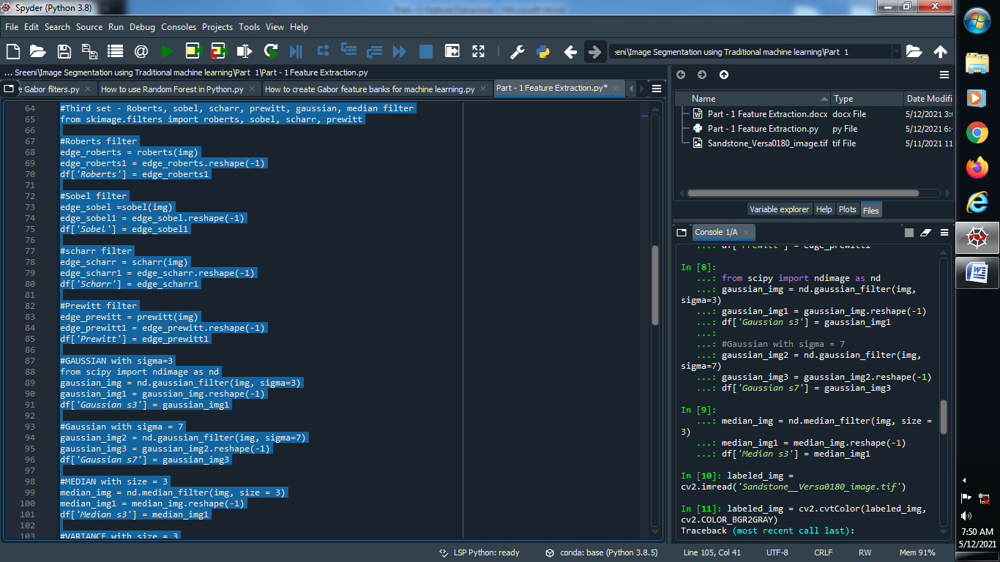 Spyder (Python 3.8)
File Edit Search Source Run Debug Consoles Projects Tools View Help
:eni\Image Segmentation using Traditional machine learning\Part 1
... Sreeni\Image Segmentation using Traditional machine learning\Part 1\Part - 1 Feature Extraction.py
e Gabor filters.py
How to use Random Forest in Python.py
How to create Gabor feature banks for machine learning.py
Part - 1 Feature Extraction.py*
64 #Third set - Roberts, sobel, scharr, prewitt, gaussian, median filter
65 from skimage.filters import roberts, sobel, scharr, prewitt
66
67 #Roberts filter
68 edge_roberts = roberts(img)
69 edge_roberts1 = edge_roberts.reshape(-1)
70 df['Roberts'] = edge_roberts1
71
72 #Sobel filter
73 edge_sobel =sobel(img)
74 edge_sobel1 = edge_sobel.reshape(-1)
75 df['Sobel'] = edge_sobel1
76
77 #scharr filter
78 edge_scharr = scharr(img)
79 edge_scharr1 = edge_scharr.reshape(-1)
80 df['Scharr'] = edge_scharr1
81
82 #Prewitt filter
83 edge_prewitt = prewitt(img)
84 edge_prewitt1 = edge_prewitt.reshape(-1)
85 df['Prewitt'] = edge_prewitt1
86
87 #GAUSSIAN with sigma=3
88 from scipy import ndimage as nd
89 gaussian_img = nd.gaussian_filter(img, sigma=3)
90 gaussian_img1 = gaussian_img.reshape(-1)
91 df['Gaussian s3'] = gaussian_img1
92
93 #Gaussian with sigma = 7
94 gaussian_img2 = nd.gaussian_filter(img, sigma=7)
95 gaussian_img3 = gaussian_img2.reshape(-1)
96 df['Gaussian s7'] = gaussian_img3
97
98 #MEDIAN with size = 3
99 median_img = nd.median_filter(img, size = 3)
100 median_img1 = median_img.reshape(-1)
101 df['Median s3'] = median_img1
102
103 #VARIANCE with size = 3
Name Type Date Modifi
Part - 1 Feature Extraction.docx docx File 5/12/2021 3:
Part - 1 Feature Extraction.py py File 5/12/2021 6:
Sandstone_Versa0180_image.tif tif File 5/11/2021 11
Variable explorer Help Plots Files
Console 1/A
...: df['Prewitt'] = edge_prewitt1
In [8]:
...: from scipy import ndimage as nd
...: gaussian_img = nd.gaussian_filter(img,
sigma=3)
...: gaussian_img1 = gaussian_img.reshape(-1)
...: df['Gaussian s3'] = gaussian_img1
...:
...: #Gaussian with sigma = 7
...: gaussian_img2 = nd.gaussian_filter(img,
sigma=7)
...: gaussian_img3 = gaussian_img2.reshape(-1)
...: df['Gaussian s7'] = gaussian_img3
In [9]:
...: median_img = nd.median_filter(img, size =
3)
...: median_img1 = median_img.reshape(-1)
...: df['Median s3'] = median_img1
In [10]: labeled_img =
cv2.imread('Sandstone__Versa0180_image.tif')
In [11]: labeled_img = cv2.cvtColor(labeled_img,
cv2.COLOR_BGR2GRAY)
Traceback (most recent call last):
LSP Python: ready
conda: base (Python 3.8.5)
Line 105, Col 41
UTF-8
CRLF
RW
Mem 91%
7:50 AM
5/12/2021